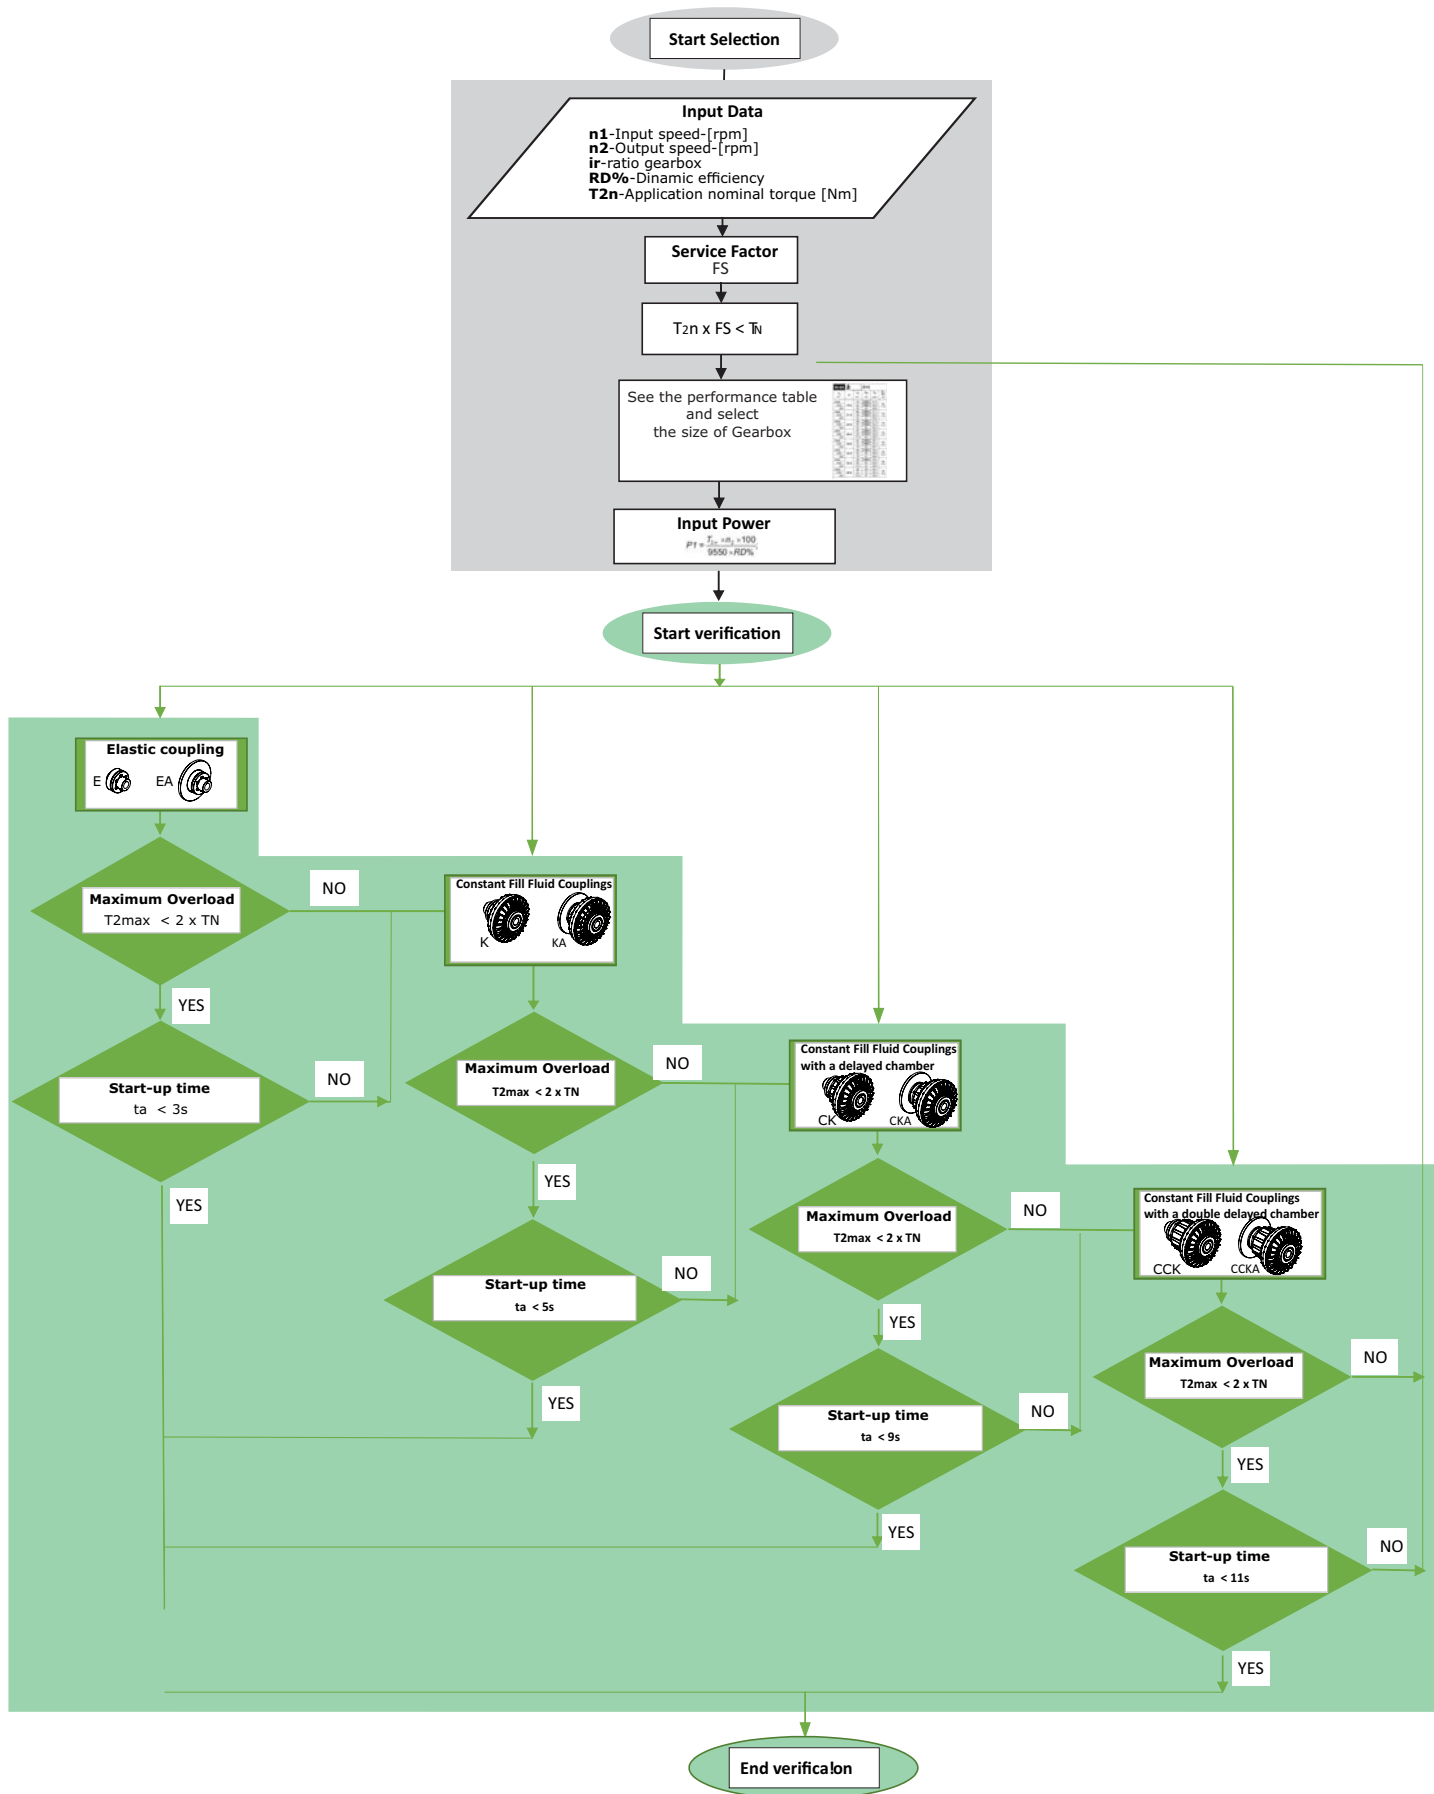 Start Selection
Input Data
n1-Input speed-[rpm]
n2-Output speed-[rpm]
ir-ratio gearbox
RD%-Dinamic efficiency
T2n-Application nominal torque [Nm]
Service Factor
FS
T2n x FS < TN
See the performance table
and select
the size of Gearbox
Input Power
Start verification
Elastic coupling
E
EA
Maximum Overload
T2max < 2 x TN
NO
YES
Start-up time
ta < 3s
NO
YES
Constant Fill Fluid Couplings
K
KA
Maximum Overload
T2max < 2 x TN
NO
YES
Start-up time
ta < 5s
NO
YES
Constant Fill Fluid Couplings
with a delayed chamber
CK
CKA
Maximum Overload
T2max < 2 x TN
NO
YES
Start-up time
ta < 9s
NO
YES
Constant Fill Fluid Couplings
with a double delayed chamber
CCK
CCKA
Maximum Overload
T2max < 2 x TN
NO
YES
Start-up time
ta < 11s
NO
YES
End verifica!on